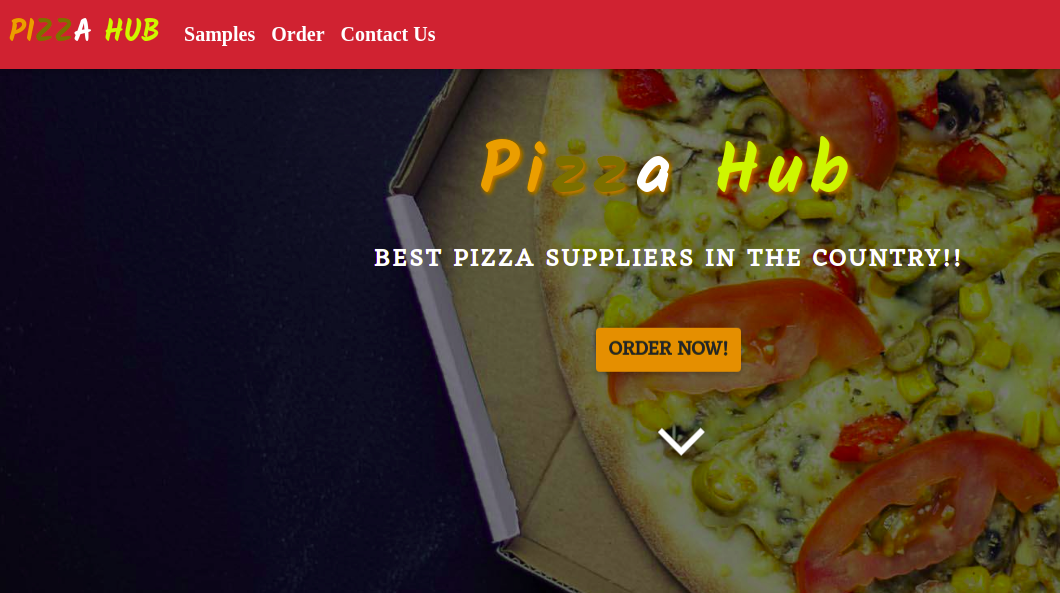 PIZZA HUB Samples Order Contact Us
Pizza Hub
BEST PIZZA SUPPLIERS IN THE COUNTRY!!
ORDER NOW!